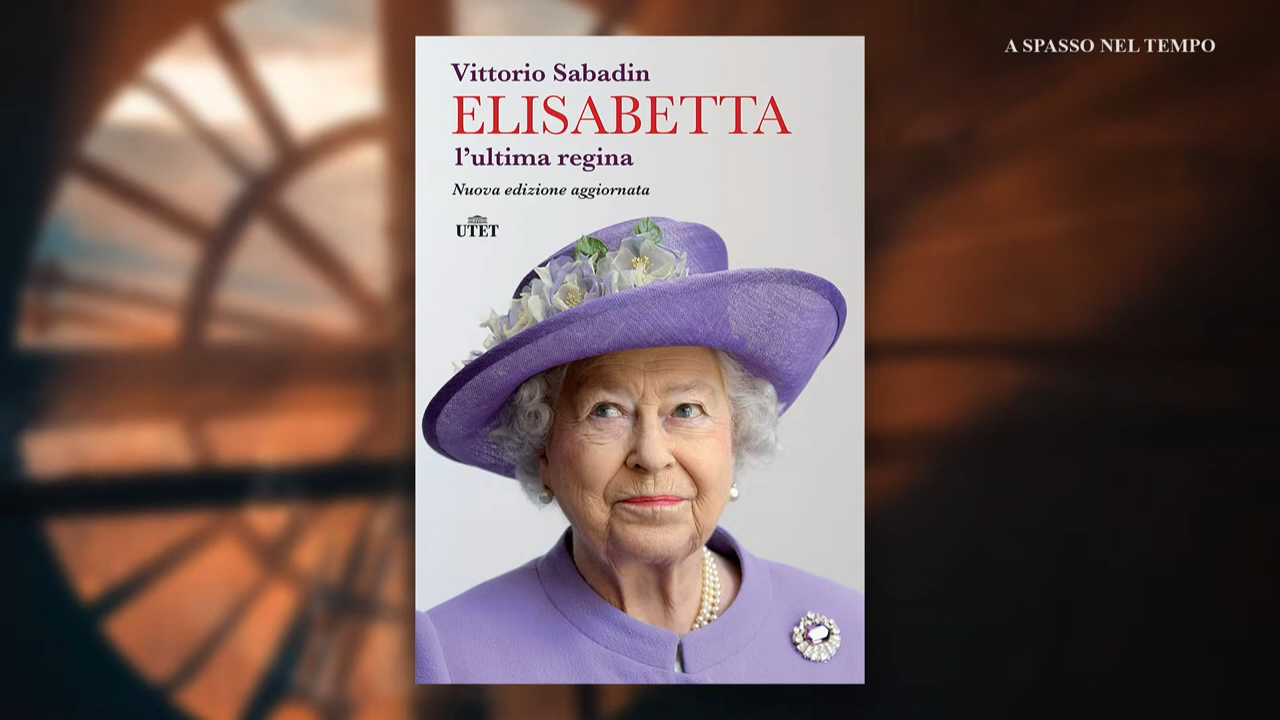 A SPASSO NEL TEMPO
Vittorio Sabadin
ELISABETTA
l'ultima regina
Nuova edizione aggiornata
UTET